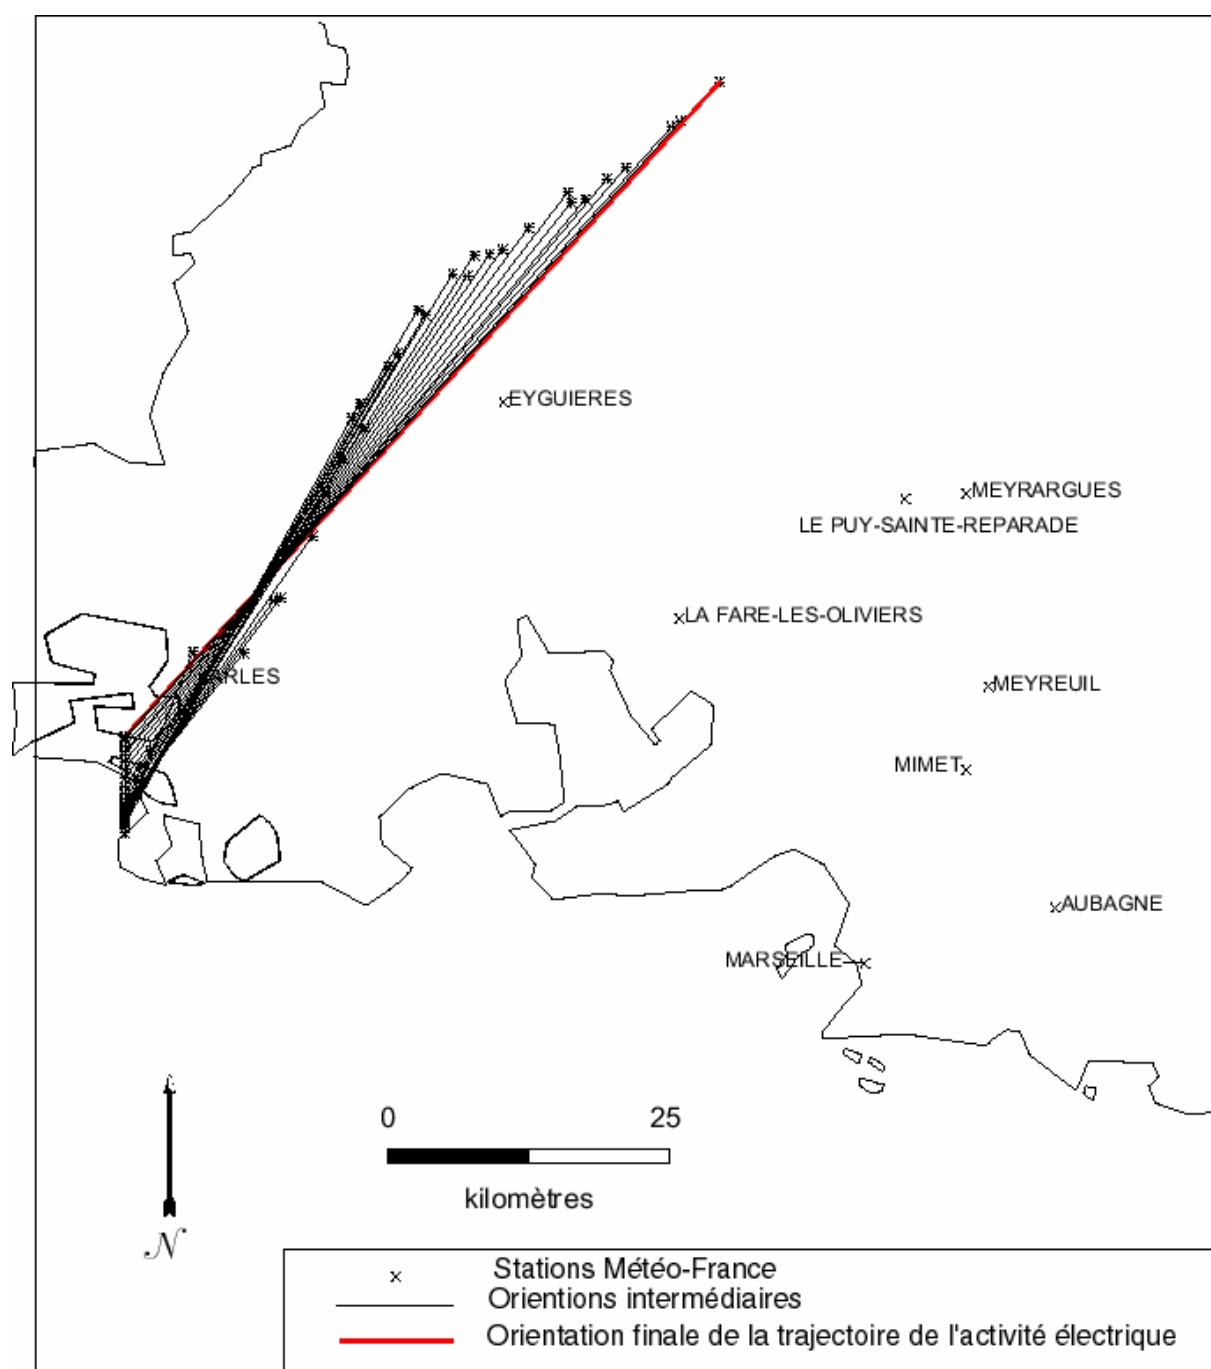 EYGUIERES
MEYRARGUES
LE PUY-SAINTE-REPARADE
LA FARE-LES-OLIVIERS
ARLES
MEYREUIL
MIMET
AUBAGNE
MARSEILLE
0 25
kilomètres
N
Stations Météo-France
Orientions intermédiaires
Orientation finale de la trajectoire de l'activité électrique